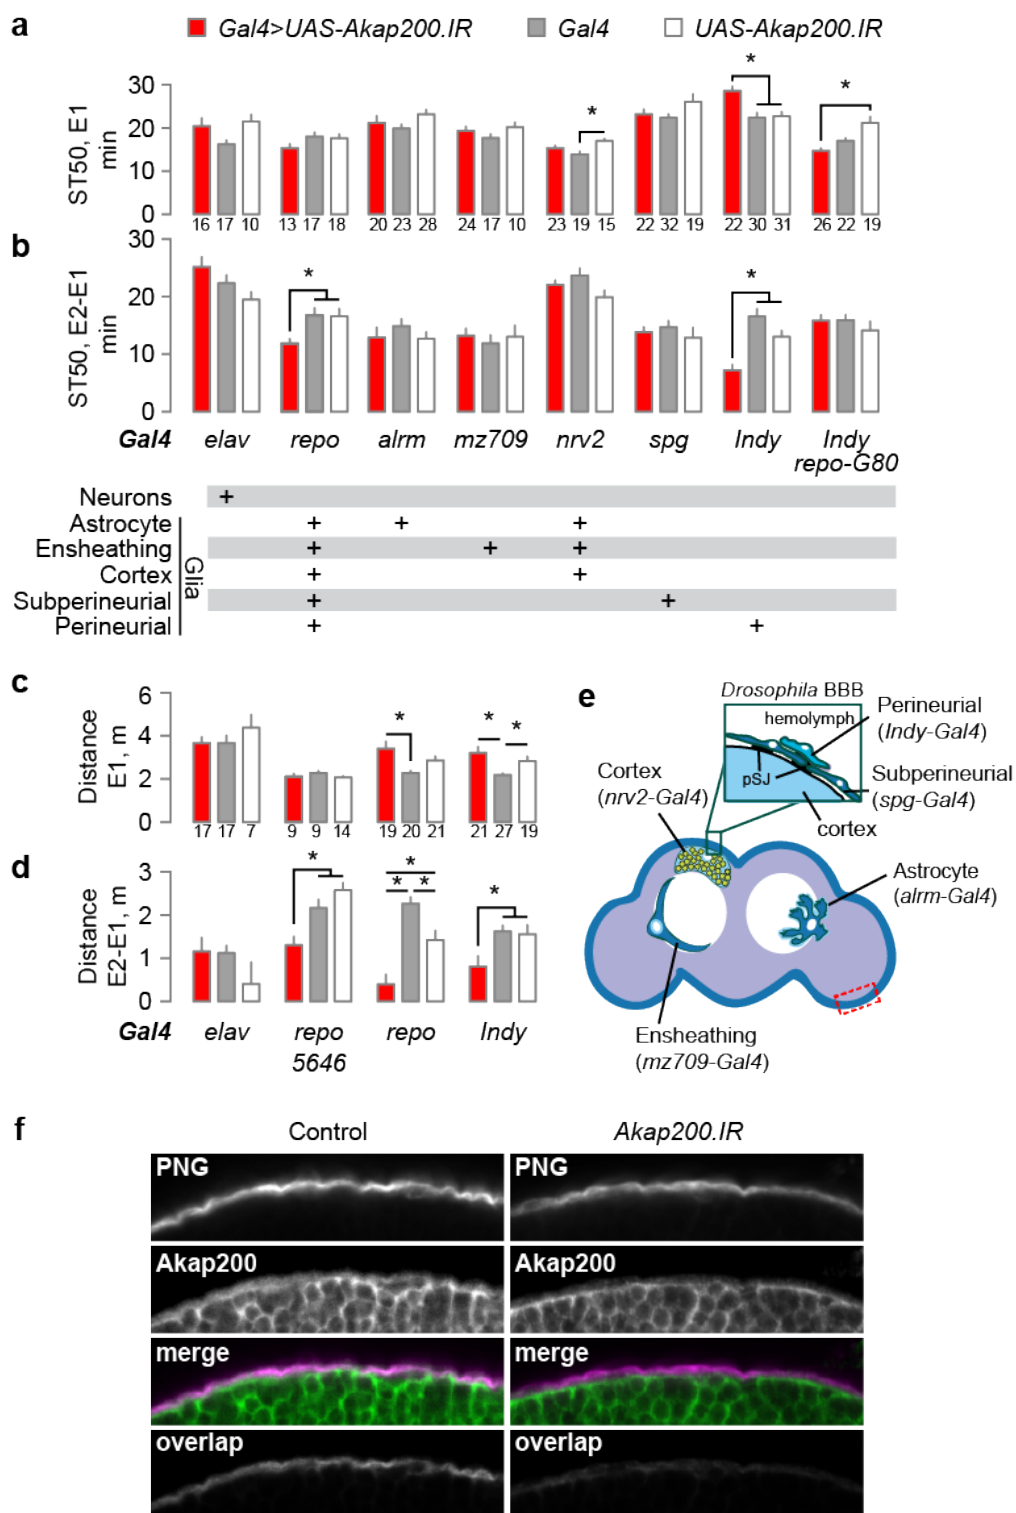 a
Gal4>UAS-Akap200.IR Gal4 UAS-Akap200.IR
ST50, E1
min
30
20
10
0
* * *
16 17 10 13 17 18 20 23 28 24 17 10 23 19 15 22 32 19 22 30 31 26 22 19
b
ST50, E2-E1
min
30
20
10
0
* *
Gal4 elav repo alrm mz709 nrv2 spg Indy Indy
repo-G80
Neurons +
Astrocyte + + +
Ensheathing + + +
Cortex + +
Subperineurial + +
Perineurial + +
Glia
c
Distance
E1, m
6
4
2
0
* * *
17 17 7 9 9 14 19 20 21 21 27 19
d
Distance
E2-E1, m
3
2
1
0
* * * * *
Gal4 elav repo repo Indy
5646
e
Drosophila BBB
hemolymph
pSJ
Perineurial
(Indy-Gal4)
Subperineurial
(spg-Gal4)
cortex
Cortex
(nrv2-Gal4)
Astrocyte
(alrm-Gal4)
Ensheathing
(mz709-Gal4)
f
Control Akap200.IR
PNG PNG
Akap200 Akap200
merge merge
overlap overlap